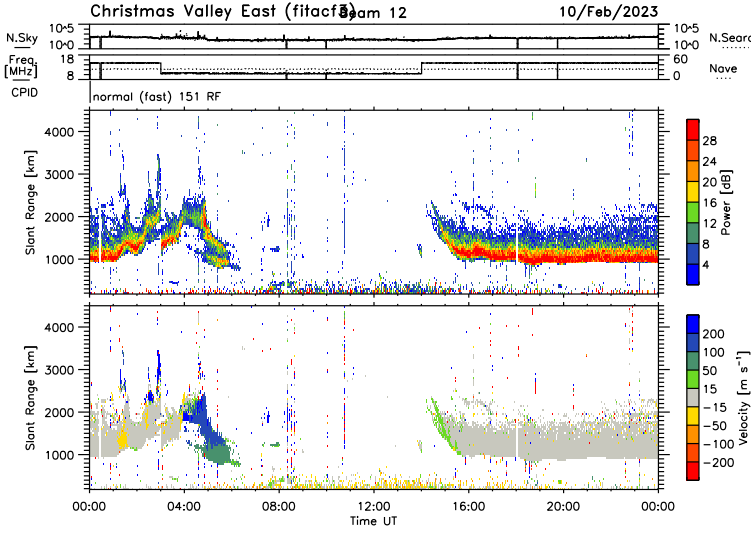 Christmas Valley East (fitacf3) Beam 12 10/Feb/2023
N.Sky 10^5 10^0 10^5 10^0 N.Sear
Freq. [MHz] 18 8 60 0 Nave
CPID normal (fast) 151 RF
Slant Range [km]
4000
3000
2000
1000
28
24
20
16
12
8
4
Power [dB]
Slant Range [km]
4000
3000
2000
1000
200
100
50
15
-15
-50
-100
-200
Velocity [m s⁻¹]
00:00 04:00 08:00 12:00 16:00 20:00 00:00
Time UT